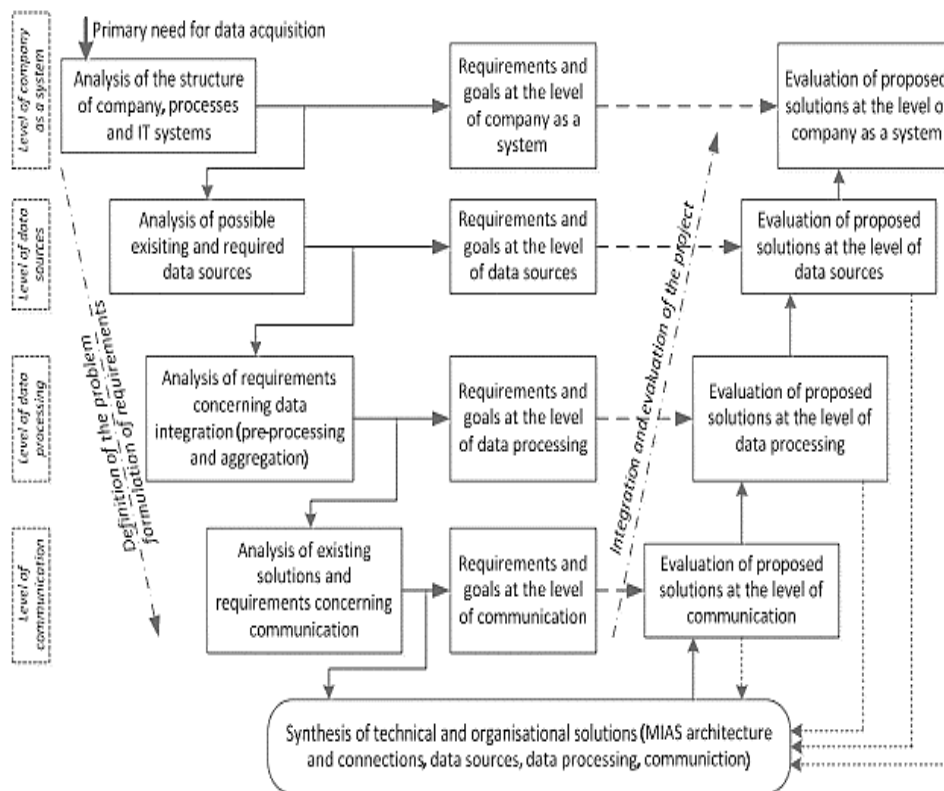 Primary need for data acquisition
Level of company
as a system
Analysis of the structure
of company, processes
and IT systems
Requirements and
goals at the level
of company as a
system
Evaluation of proposed
solutions at the level of
company as a system
Level of data
sources
Analysis of possible
exisiting and required
data sources
Requirements and
goals at the level
of data sources
Evaluation of proposed
solutions at the level of
data sources
Definition of the problem
formulation of requirements
Integration and evaluation of the project
Level of data
processing
Analysis of requirements
concerning data
integration (pre-processing
and aggregation)
Requirements and
goals at the level
of data processing
Evaluation of proposed
solutions at the level of
data processing
Level of
communication
Analysis of existing
solutions and
requirements concerning
communication
Requirements and
goals at the level
of communication
Evaluation of proposed
solutions at the level of
communication
Synthesis of technical and organisational solutions (MIAS architecture
and connections, data sources, data processing, communiction)